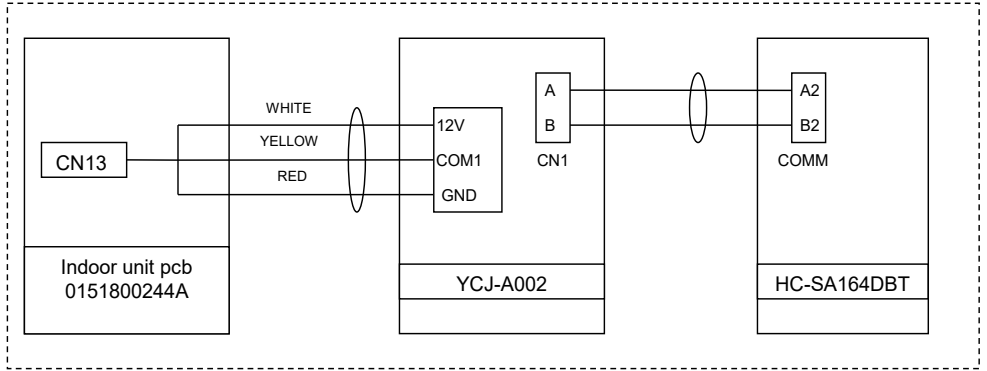 CN13
WHITE
YELLOW
RED
12V
COM1
GND
A
B
CN1
A2
B2
COMM
Indoor unit pcb
0151800244A
YCJ-A002
HC-SA164DBT